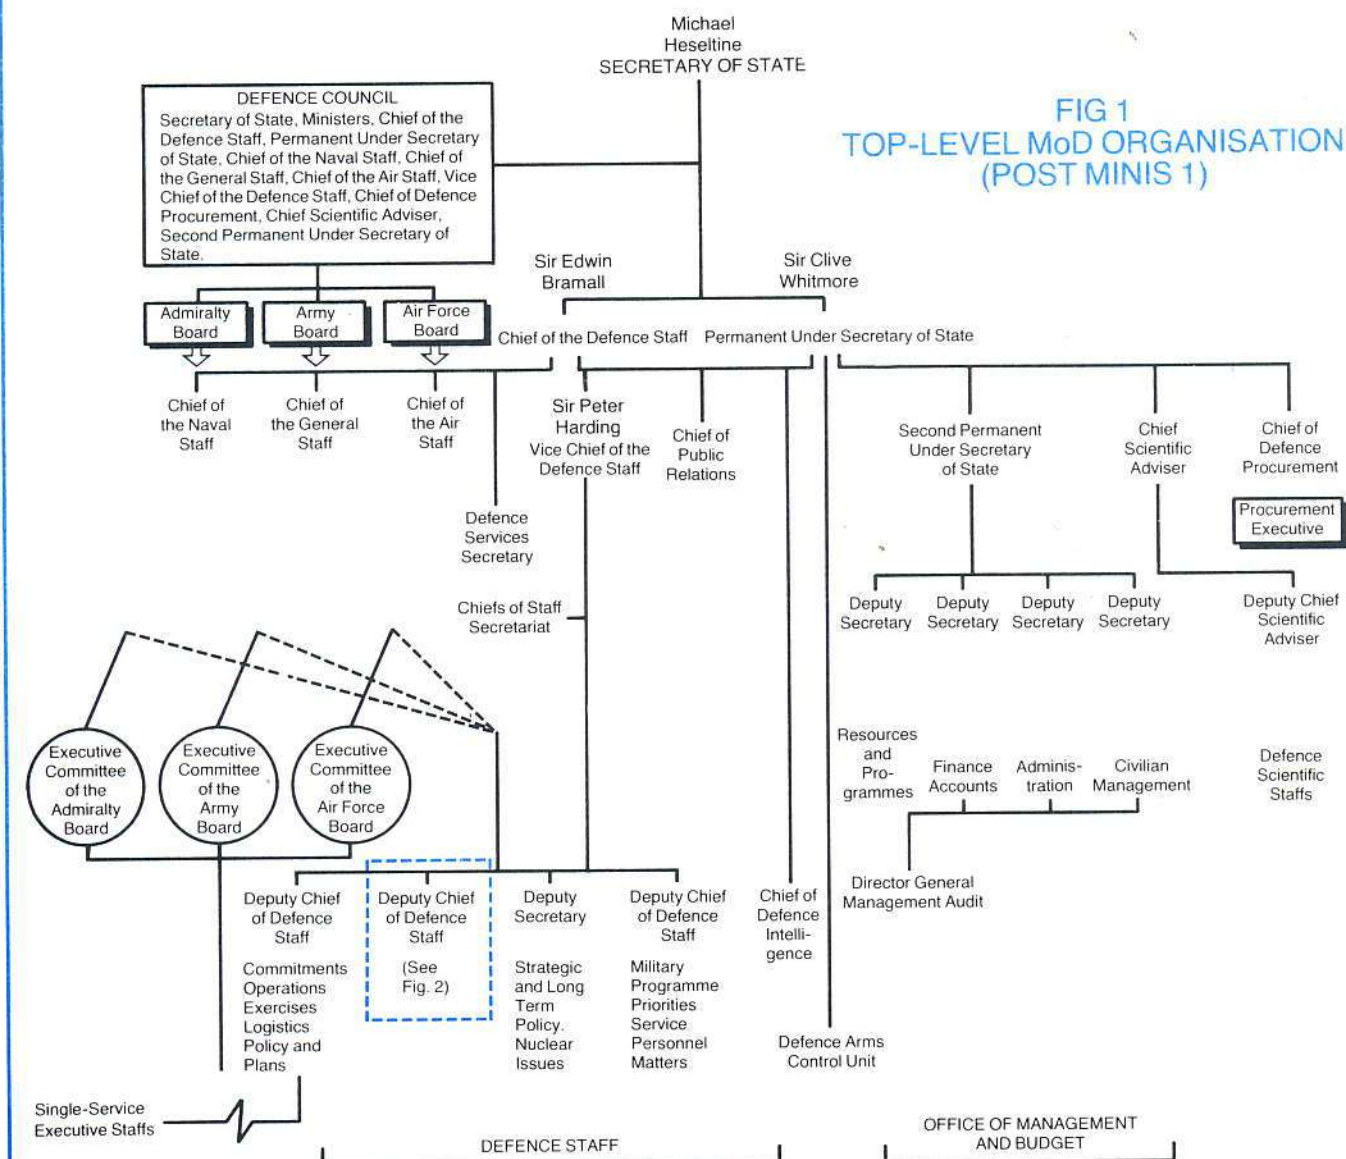 Michael
Heseltine
SECRETARY OF STATE
FIG 1
TOP-LEVEL MoD ORGANISATION
(POST MINIS 1)
DEFENCE COUNCIL
Secretary of State, Ministers, Chief of the
Defence Staff, Permanent Under Secretary
of State, Chief of the Naval Staff, Chief of
the General Staff, Chief of the Air Staff, Vice
Chief of the Defence Staff, Chief of Defence
Procurement, Chief Scientific Adviser,
Second Permanent Under Secretary of
State.
Sir Edwin
Bramall
Sir Clive
Whitmore
Admiralty
Board
Army
Board
Air Force
Board
Chief of the Defence Staff
Permanent Under Secretary of State
Chief of
the Naval
Staff
Chief of
the General
Staff
Chief of
the Air
Staff
Sir Peter
Harding
Vice Chief of the
Defence Staff
Chief of
Public
Relations
Second Permanent
Under Secretary
of State
Chief
Scientific
Adviser
Chief of
Defence
Procurement
Procurement
Executive
Defence
Services
Secretary
Chiefs of Staff
Secretariat
Deputy
Secretary
Deputy
Secretary
Deputy
Secretary
Deputy
Secretary
Deputy Chief
Scientific
Adviser
Executive
Committee
of the
Admiralty
Board
Executive
Committee
of the
Army
Board
Executive
Committee
of the
Air Force
Board
Resources
and
Pro-
grammes
Finance
Accounts
Adminis-
tration
Civilian
Management
Defence
Scientific
Staffs
Director General
Management Audit
Deputy Chief
of Defence
Staff
Commitments
Operations
Exercises
Logistics
Policy and
Plans
Deputy Chief
of Defence
Staff
(See
Fig. 2)
Deputy
Secretary
Strategic
and Long
Term
Policy.
Nuclear
Issues
Deputy Chief
of Defence
Staff
Military
Programme
Priorities
Service
Personnel
Matters
Chief of
Defence
Intelli-
gence
Defence Arms
Control Unit
Single-Service
Executive Staffs
DEFENCE STAFF
OFFICE OF MANAGEMENT
AND BUDGET